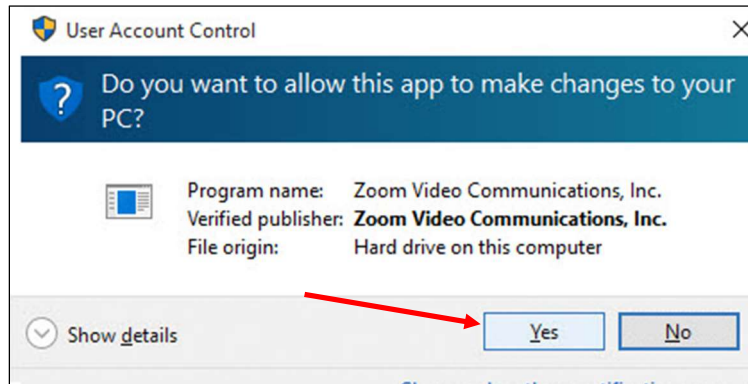 User Account Control
Do you want to allow this app to make changes to your
PC?
Program name: Zoom Video Communications, Inc.
Verified publisher: Zoom Video Communications, Inc.
File origin: Hard drive on this computer
Show details
Yes No